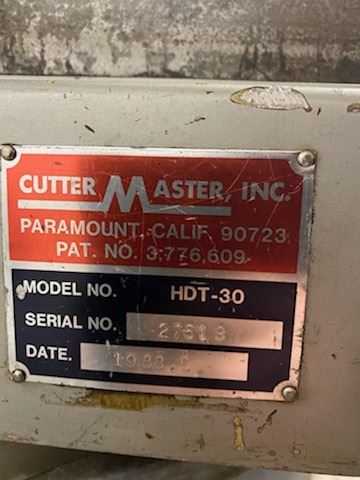 CUTTER MASTER, INC.
PARAMOUNT, CALIF. 90723
PAT. NO. 3,776,609
MODEL NO. HDT-30
SERIAL NO.
DATE.